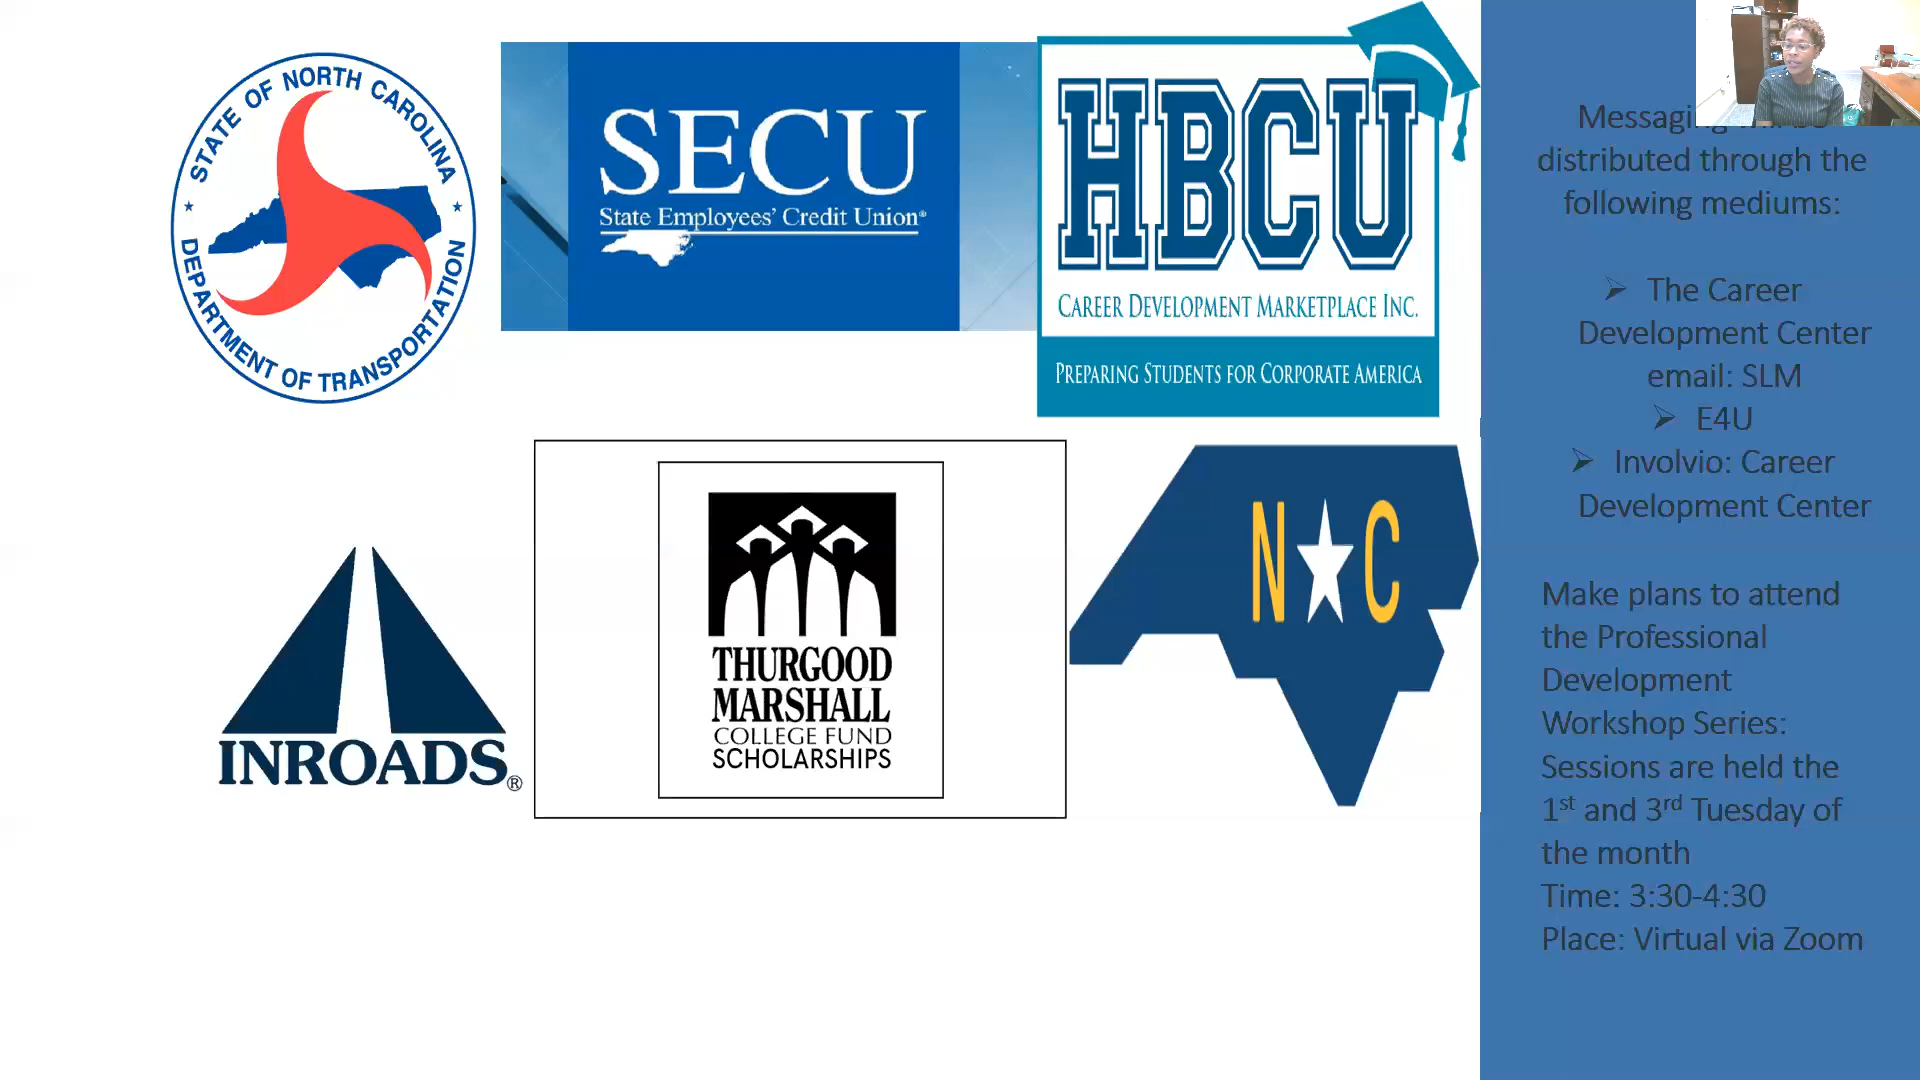 STATE OF NORTH CAROLINA
DEPARTMENT OF TRANSPORTATION
SECU
State Employees' Credit Union®
HBCU
CAREER DEVELOPMENT MARKETPLACE INC.
PREPARING STUDENTS FOR CORPORATE AMERICA
INROADS®
THURGOOD
MARSHALL
COLLEGE FUND
SCHOLARSHIPS
N C
Messaging
distributed through the
following mediums:
➢ The Career
Development Center
email: SLM
➢ E4U
➢ Involvio: Career
Development Center
Make plans to attend
the Professional
Development
Workshop Series:
Sessions are held the
1st and 3rd Tuesday of
the month
Time: 3:30-4:30
Place: Virtual via Zoom